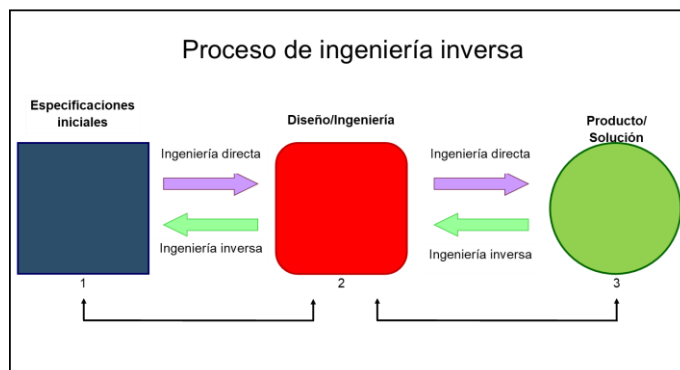 Proceso de ingeniería inversa
Especificaciones
iniciales
Diseño/Ingeniería
Producto/
Solución
Ingeniería directa
Ingeniería directa
Ingeniería inversa
Ingeniería inversa
1
2
3